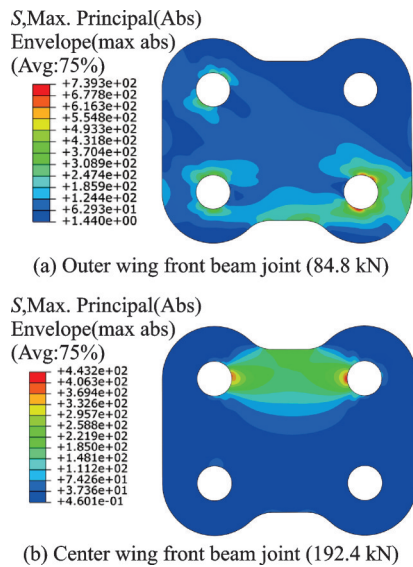 S,Max. Principal(Abs)
Envelope(max abs)
(Avg:75%)
+7.393e+02
+6.778e+02
+6.163e+02
+5.548e+02
+4.933e+02
+4.318e+02
+3.704e+02
+3.089e+02
+2.474e+02
+1.859e+02
+1.244e+02
+6.293e+01
+1.440e+00
(a) Outer wing front beam joint (84.8 kN)
S,Max. Principal(Abs)
Envelope(max abs)
(Avg:75%)
+4.432e+02
+4.063e+02
+3.694e+02
+3.326e+02
+2.957e+02
+2.588e+02
+2.219e+02
+1.850e+02
+1.481e+02
+1.112e+02
+7.426e+01
+3.736e+01
+4.601e-01
(b) Center wing front beam joint (192.4 kN)